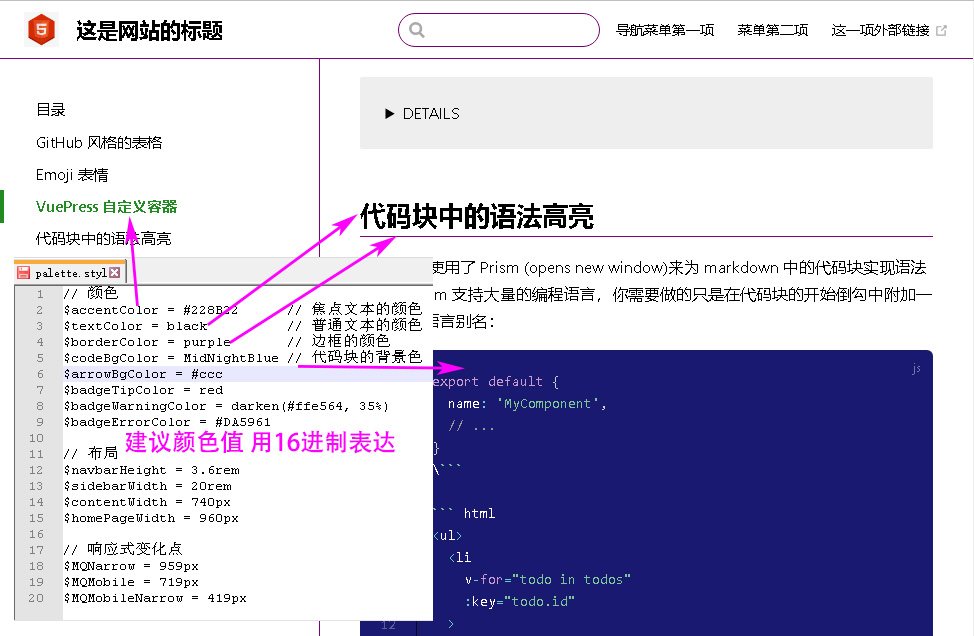 5
这是网站的标题
导航菜单第一项
菜单第二项
这一项外部链接
目录
GitHub 风格的表格
Emoji 表情
VuePress 自定义容器
代码块中的语法高亮
▶ DETAILS
代码块中的语法高亮
使用了 Prism (opens new window)来为 markdown 中的代码块实现语法
m 支持大量的编程语言，你需要做的只是在代码块的开始倒勾中附加一
语言别名：
palette.styl
1 // 颜色
2 $accentColor = #228B22 // 焦点文本的颜色
3 $textColor = black // 普通文本的颜色
4 $borderColor = purple // 边框的颜色
5 $codeBgColor = MidNightBlue // 代码块的背景色
6 $arrowBgColor = #ccc
7 $badgeTipColor = red
8 $badgeWarningColor = darken(#ffe564, 35%)
9 $badgeErrorColor = #DA5961
10
11 // 布局
12 $navbarHeight = 3.6rem
13 $sidebarWidth = 20rem
14 $contentWidth = 740px
15 $homePageWidth = 960px
16
17 // 响应式变化点
18 $MQNarrow = 959px
19 $MQMobile = 719px
20 $MQMobileNarrow = 419px
建议颜色值 用16进制表达
js
export default {
name: 'MyComponent',
// ...
}
\```
``` html
<ul>
<li
v-for="todo in todos"
:key="todo.id"
12 >